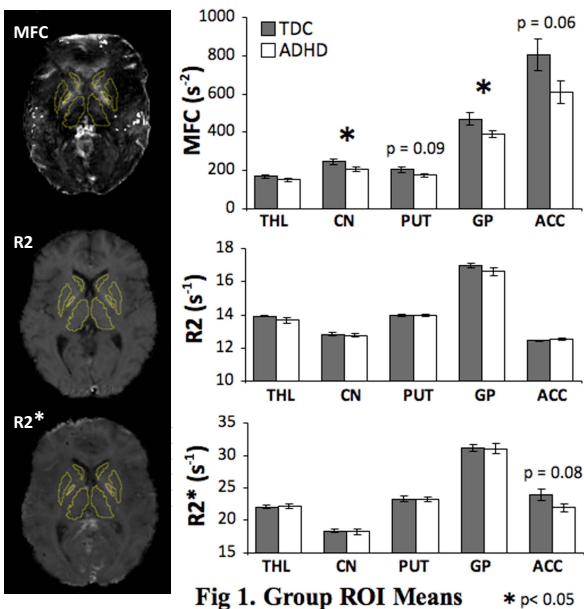 MFC
R2
R2*
1000
800
600
400
200
0
MFC (s⁻²)
TDC
ADHD
*
p = 0.09
*
p = 0.06
THL CN PUT GP ACC
18
16
14
12
10
R2 (s⁻¹)
THL CN PUT GP ACC
35
30
25
20
15
R2* (s⁻¹)
p = 0.08
THL CN PUT GP ACC
Fig 1. Group ROI Means * p< 0.05